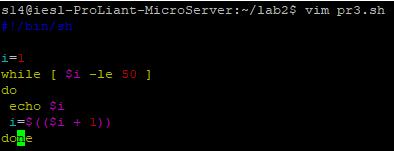 sl4@iesl-ProLiant-MicroServer:~/lab2$ vim pr3.sh
#!/bin/sh
i=1
while [ $i -le 50 ]
do
echo $i
i=$(($i + 1))
done